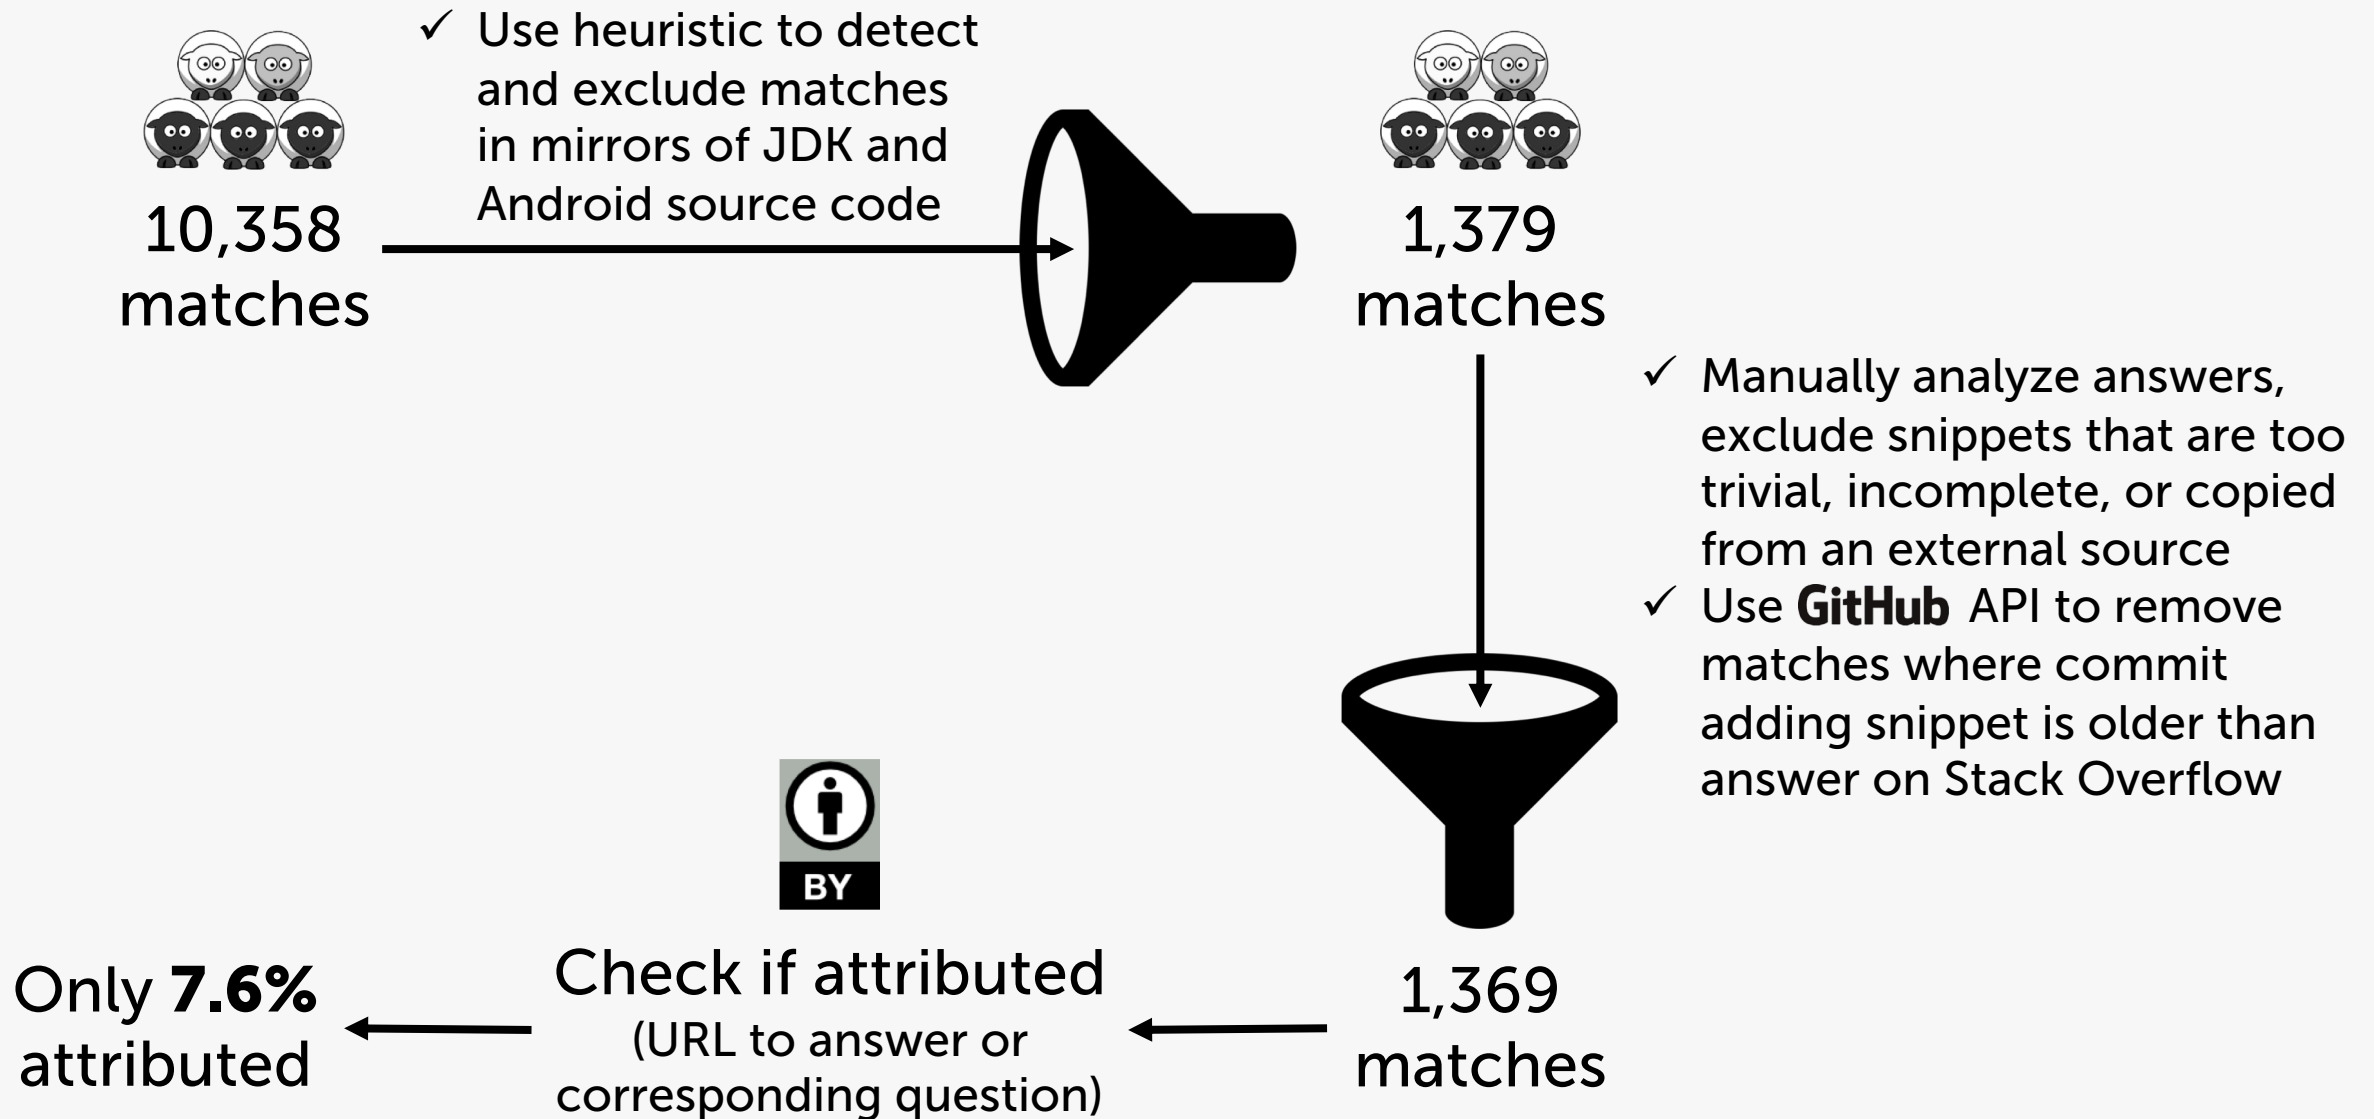 ✓ Use heuristic to detect
and exclude matches
in mirrors of JDK and
Android source code
10,358
matches
1,379
matches
✓ Manually analyze answers,
exclude snippets that are too
trivial, incomplete, or copied
from an external source
✓ Use GitHub API to remove
matches where commit
adding snippet is older than
answer on Stack Overflow
1,369
matches
BY
Check if attributed
(URL to answer or
corresponding question)
Only 7.6%
attributed